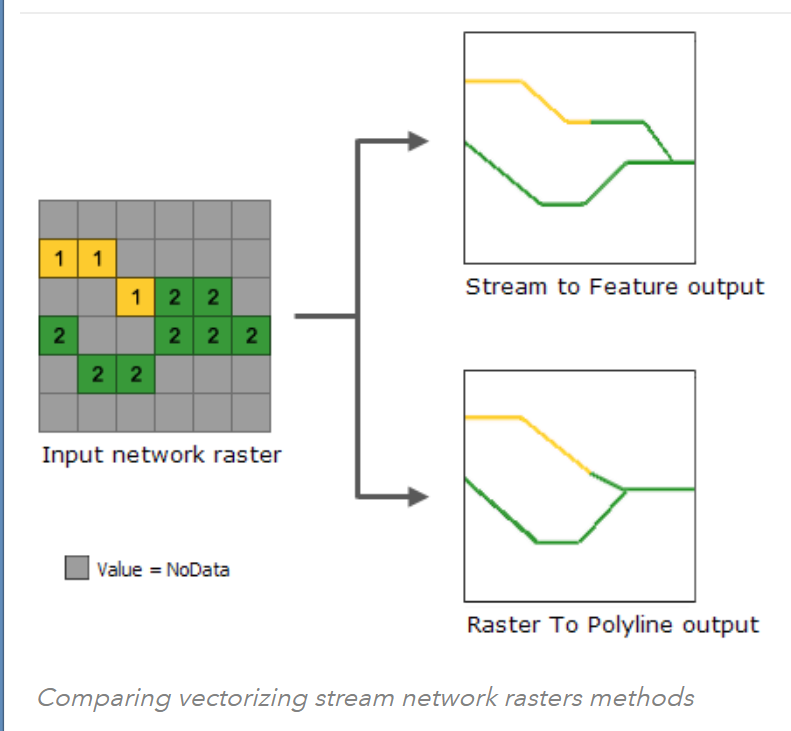 Stream to Feature output
1 1
1 2 2
2 2 2 2
2 2
Input network raster
Value = NoData
Raster To Polyline output
Comparing vectorizing stream network rasters methods